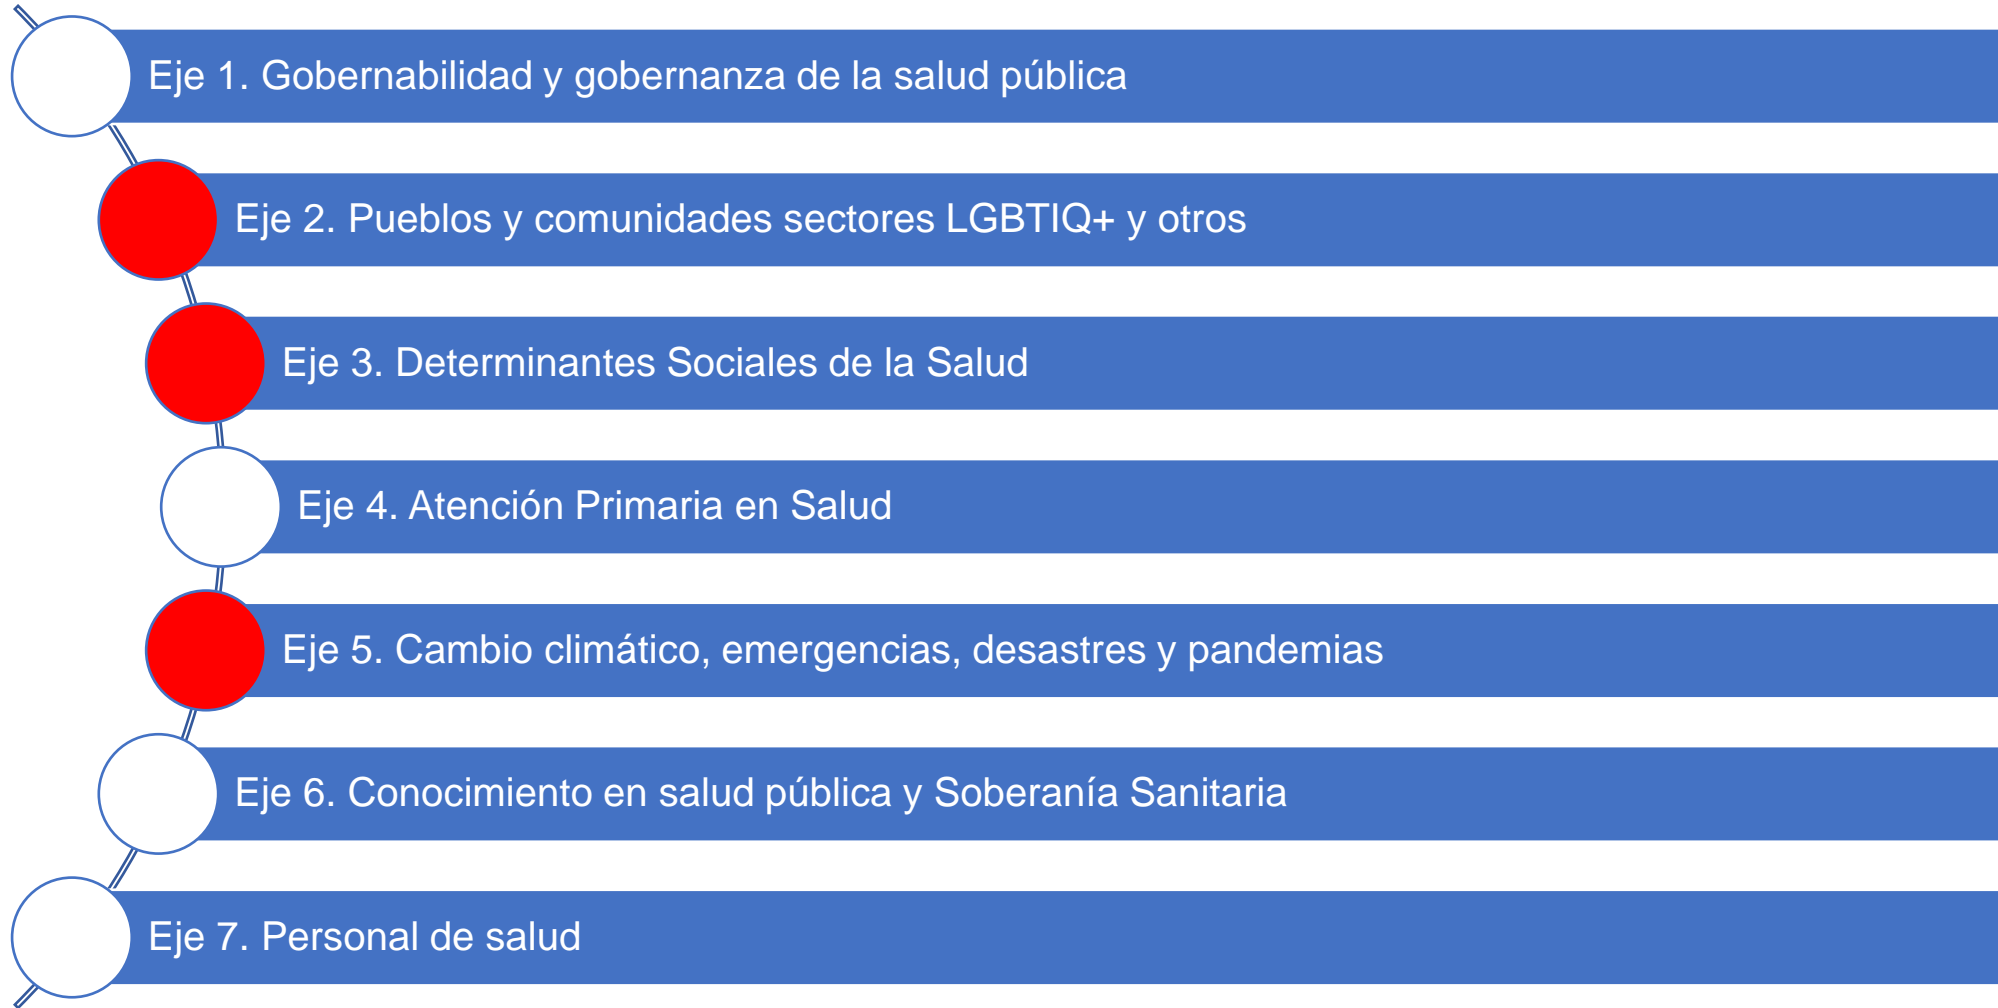 Eje 1. Gobernabilidad y gobernanza de la salud pública
Eje 2. Pueblos y comunidades sectores LGBTIQ+ y otros
Eje 3. Determinantes Sociales de la Salud
Eje 4. Atención Primaria en Salud
Eje 5. Cambio climático, emergencias, desastres y pandemias
Eje 6. Conocimiento en salud pública y Soberanía Sanitaria
Eje 7. Personal de salud